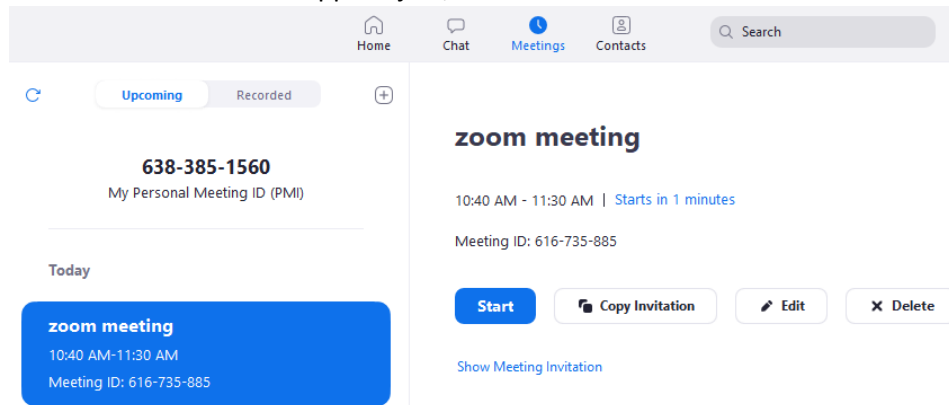 Home
Chat
Meetings
Contacts
Search
Upcoming
Recorded
638-385-1560
My Personal Meeting ID (PMI)
Today
zoom meeting
10:40 AM-11:30 AM
Meeting ID: 616-735-885
zoom meeting
10:40 AM - 11:30 AM | Starts in 1 minutes
Meeting ID: 616-735-885
Start
Copy Invitation
Edit
Delete
Show Meeting Invitation